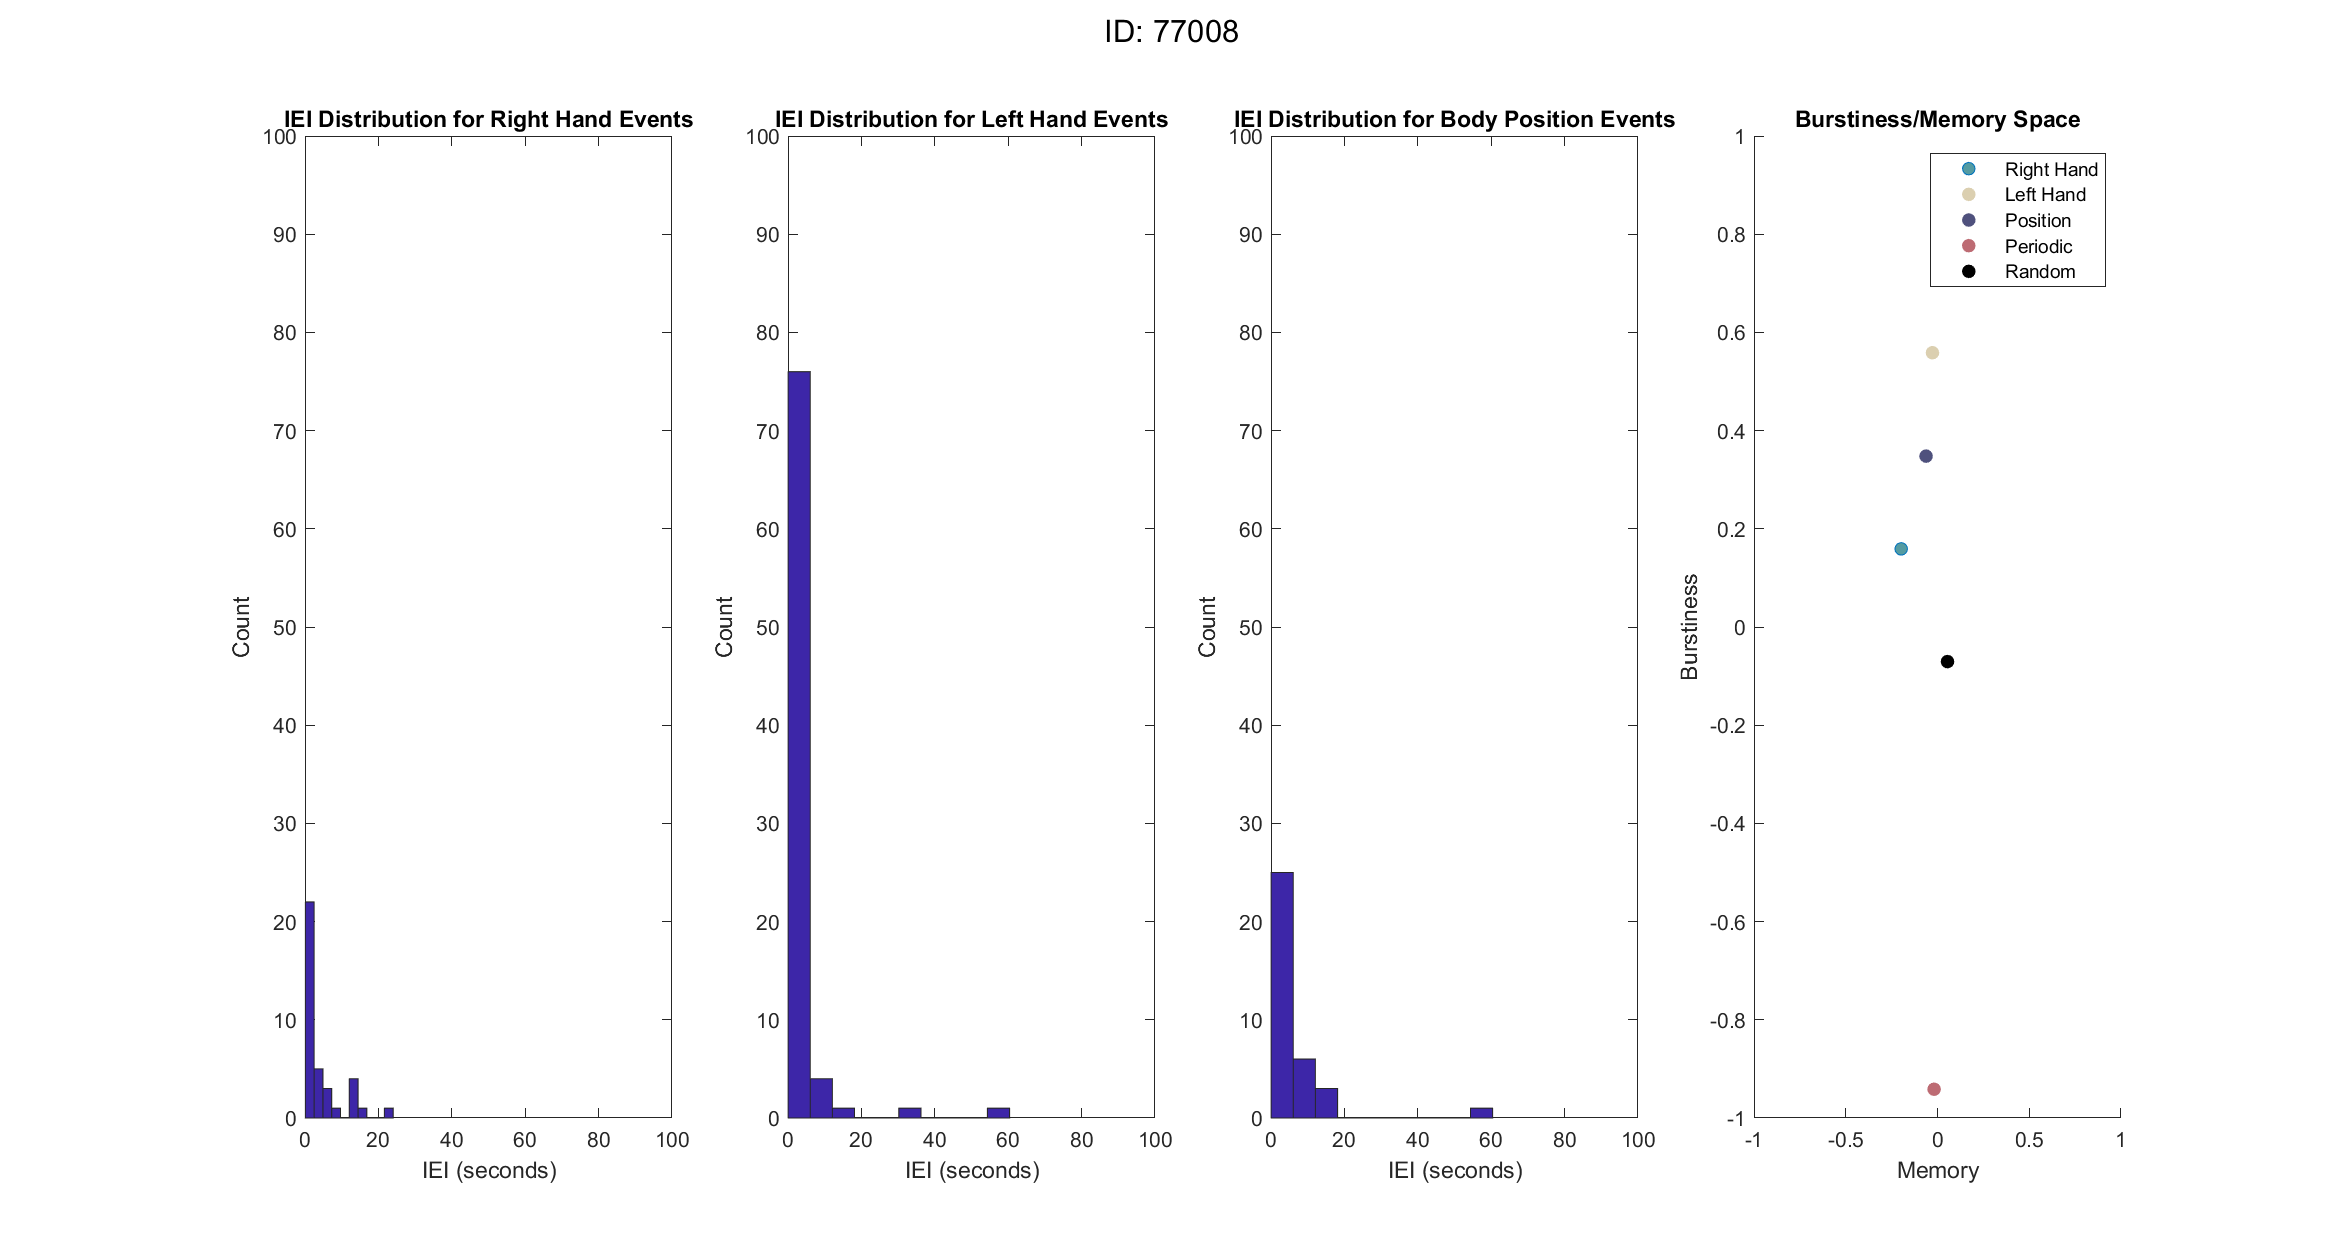 ID: 77008
IEI Distribution for Right Hand Events
100
90
80
70
60
50
40
30
20
10
0
Count
0 20 40 60 80 100
IEI (seconds)
IEI Distribution for Left Hand Events
100
90
80
70
60
50
40
30
20
10
0
Count
0 20 40 60 80 100
IEI (seconds)
IEI Distribution for Body Position Events
100
90
80
70
60
50
40
30
20
10
0
Count
0 20 40 60 80 100
IEI (seconds)
Burstiness/Memory Space
1
0.8
0.6
0.4
0.2
0
-0.2
-0.4
-0.6
-0.8
-1
Burstiness
Right Hand
Left Hand
Position
Periodic
Random
-1 -0.5 0 0.5 1
Memory